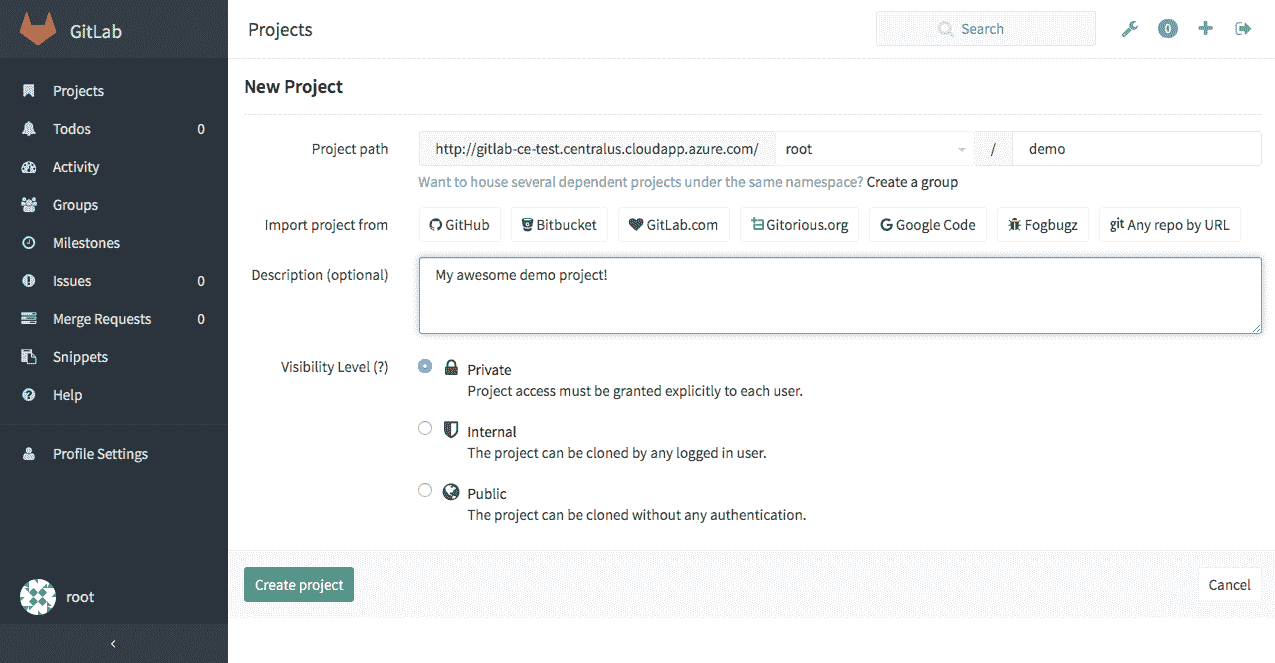 GitLab
Projects
Search
0
Projects
Todos 0
Activity
Groups
Milestones
Issues 0
Merge Requests 0
Snippets
Help
Profile Settings
root
New Project
Project path http://gitlab-ce-test.centralus.cloudapp.azure.com/ root / demo
Want to house several dependent projects under the same namespace? Create a group
Import project from GitHub Bitbucket GitLab.com Gitorious.org Google Code Fogbugz git Any repo by URL
Description (optional) My awesome demo project!
Visibility Level (?) Private
Project access must be granted explicitly to each user.
Internal
The project can be cloned by any logged in user.
Public
The project can be cloned without any authentication.
Create project Cancel